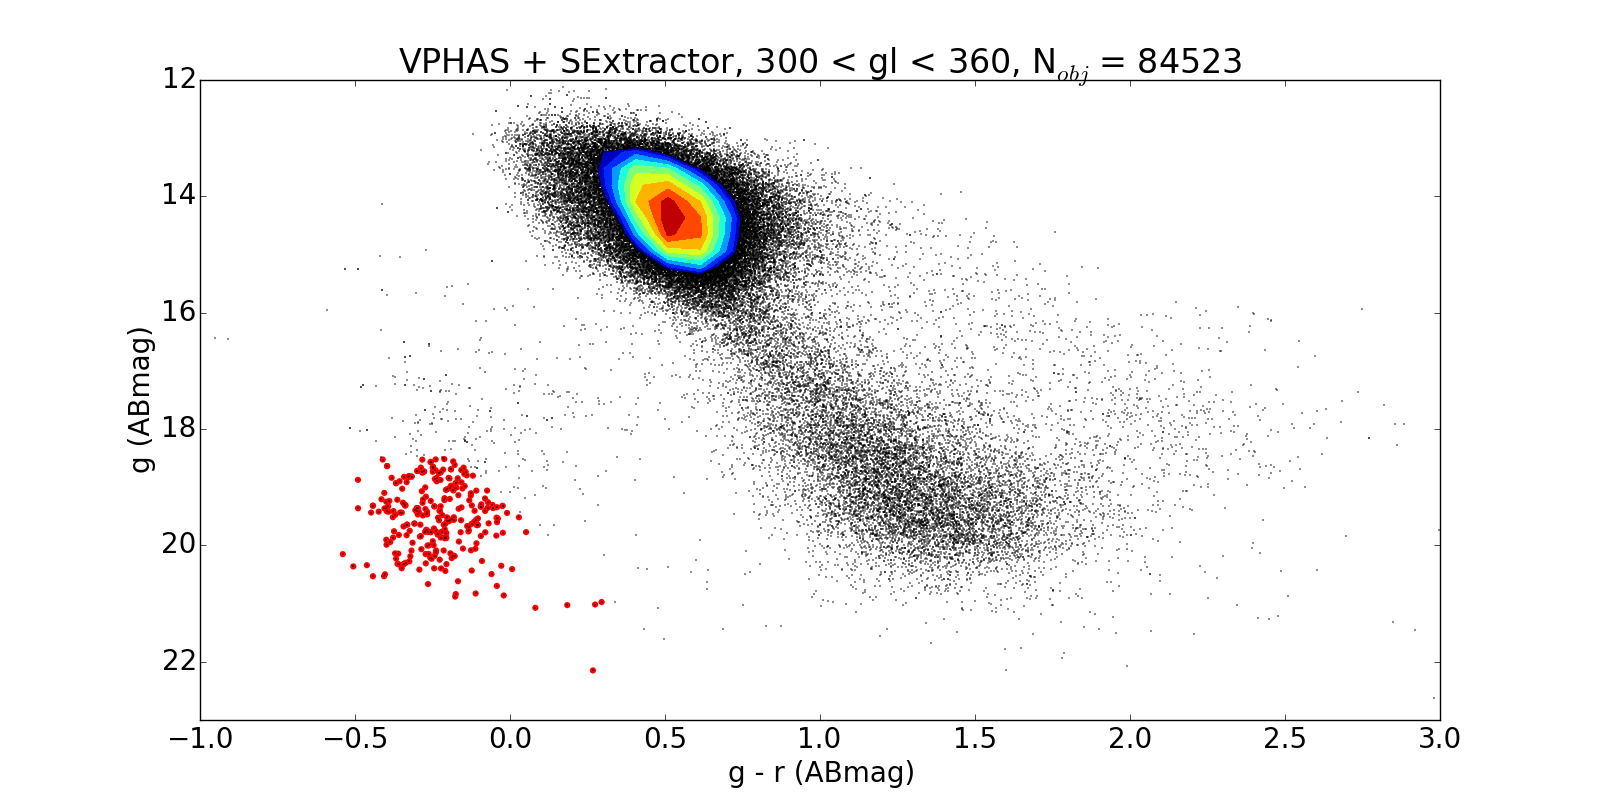 VPHAS + SExtractor, 300 < gl < 360, N_obj = 84523
12
14
16
18
20
22
g (ABmag)
−1.0 −0.5 0.0 0.5 1.0 1.5 2.0 2.5 3.0
g - r (ABmag)